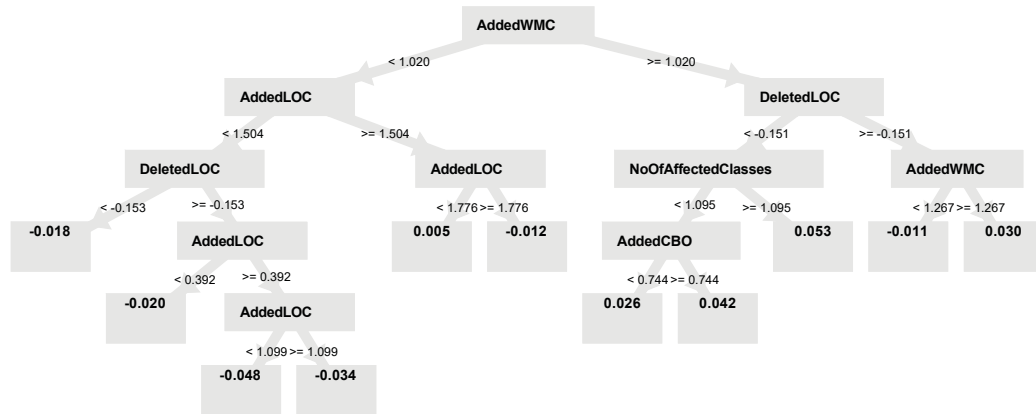 AddedWMC
< 1.020 >= 1.020
AddedLOC DeletedLOC
< 1.504 >= 1.504 < -0.151 >= -0.151
DeletedLOC AddedLOC NoOfAffectedClasses AddedWMC
< -0.153 >= -0.153 < 1.776 >= 1.776 < 1.095 >= 1.095 < 1.267 >= 1.267
-0.018 AddedLOC 0.005 -0.012 AddedCBO 0.053 -0.011 0.030
< 0.392 >= 0.392 < 0.744 >= 0.744
-0.020 AddedLOC 0.026 0.042
< 1.099 >= 1.099
-0.048 -0.034